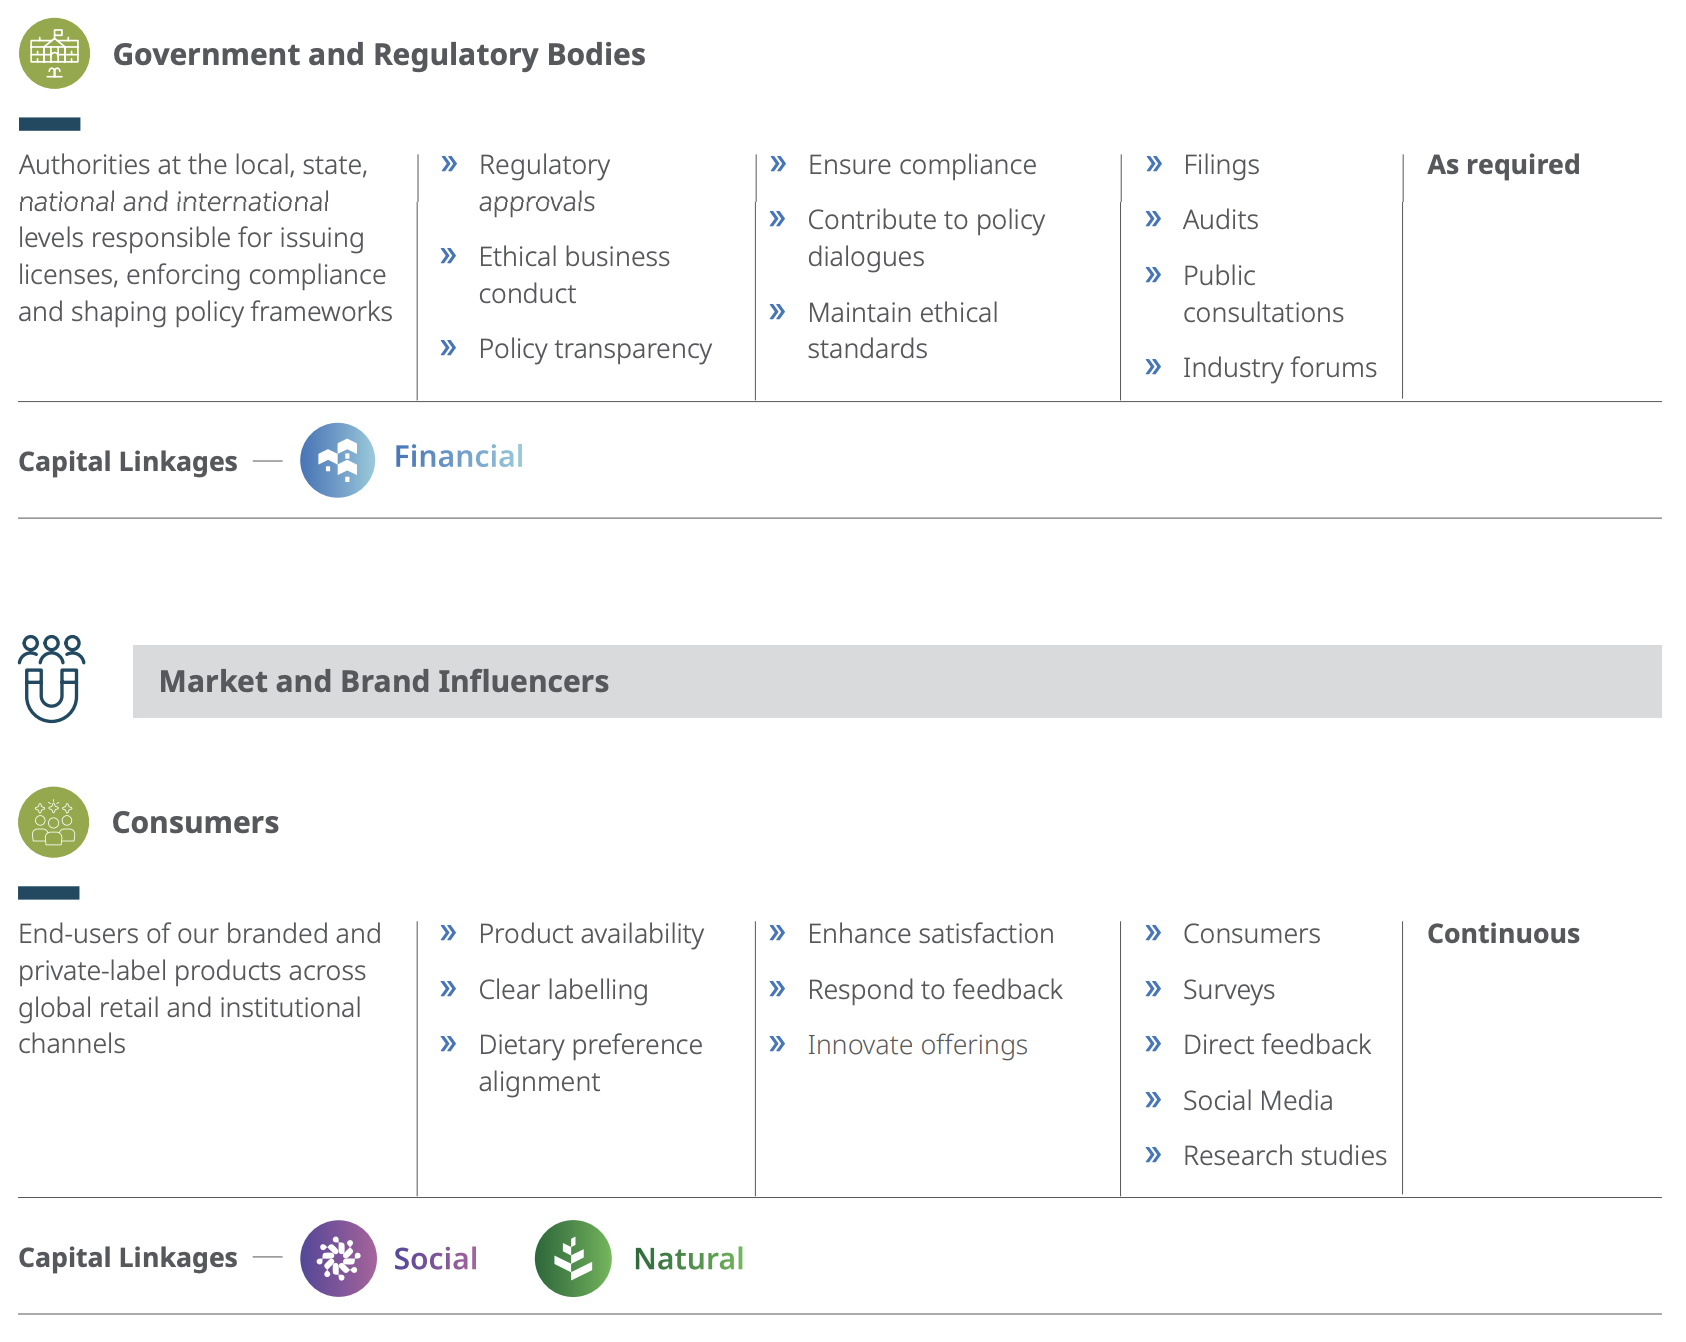 Government and Regulatory Bodies
Authorities at the local, state,
national and international
levels responsible for issuing
licenses, enforcing compliance
and shaping policy frameworks
» Regulatory
approvals
» Ethical business
conduct
» Policy transparency
» Ensure compliance
» Contribute to policy
dialogues
» Maintain ethical
standards
» Filings
» Audits
» Public
consultations
» Industry forums
As required
Capital Linkages — Financial
Market and Brand Influencers
Consumers
End-users of our branded and
private-label products across
global retail and institutional
channels
» Product availability
» Clear labelling
» Dietary preference
alignment
» Enhance satisfaction
» Respond to feedback
» Innovate offerings
» Consumers
» Surveys
» Direct feedback
» Social Media
» Research studies
Continuous
Capital Linkages — Social Natural